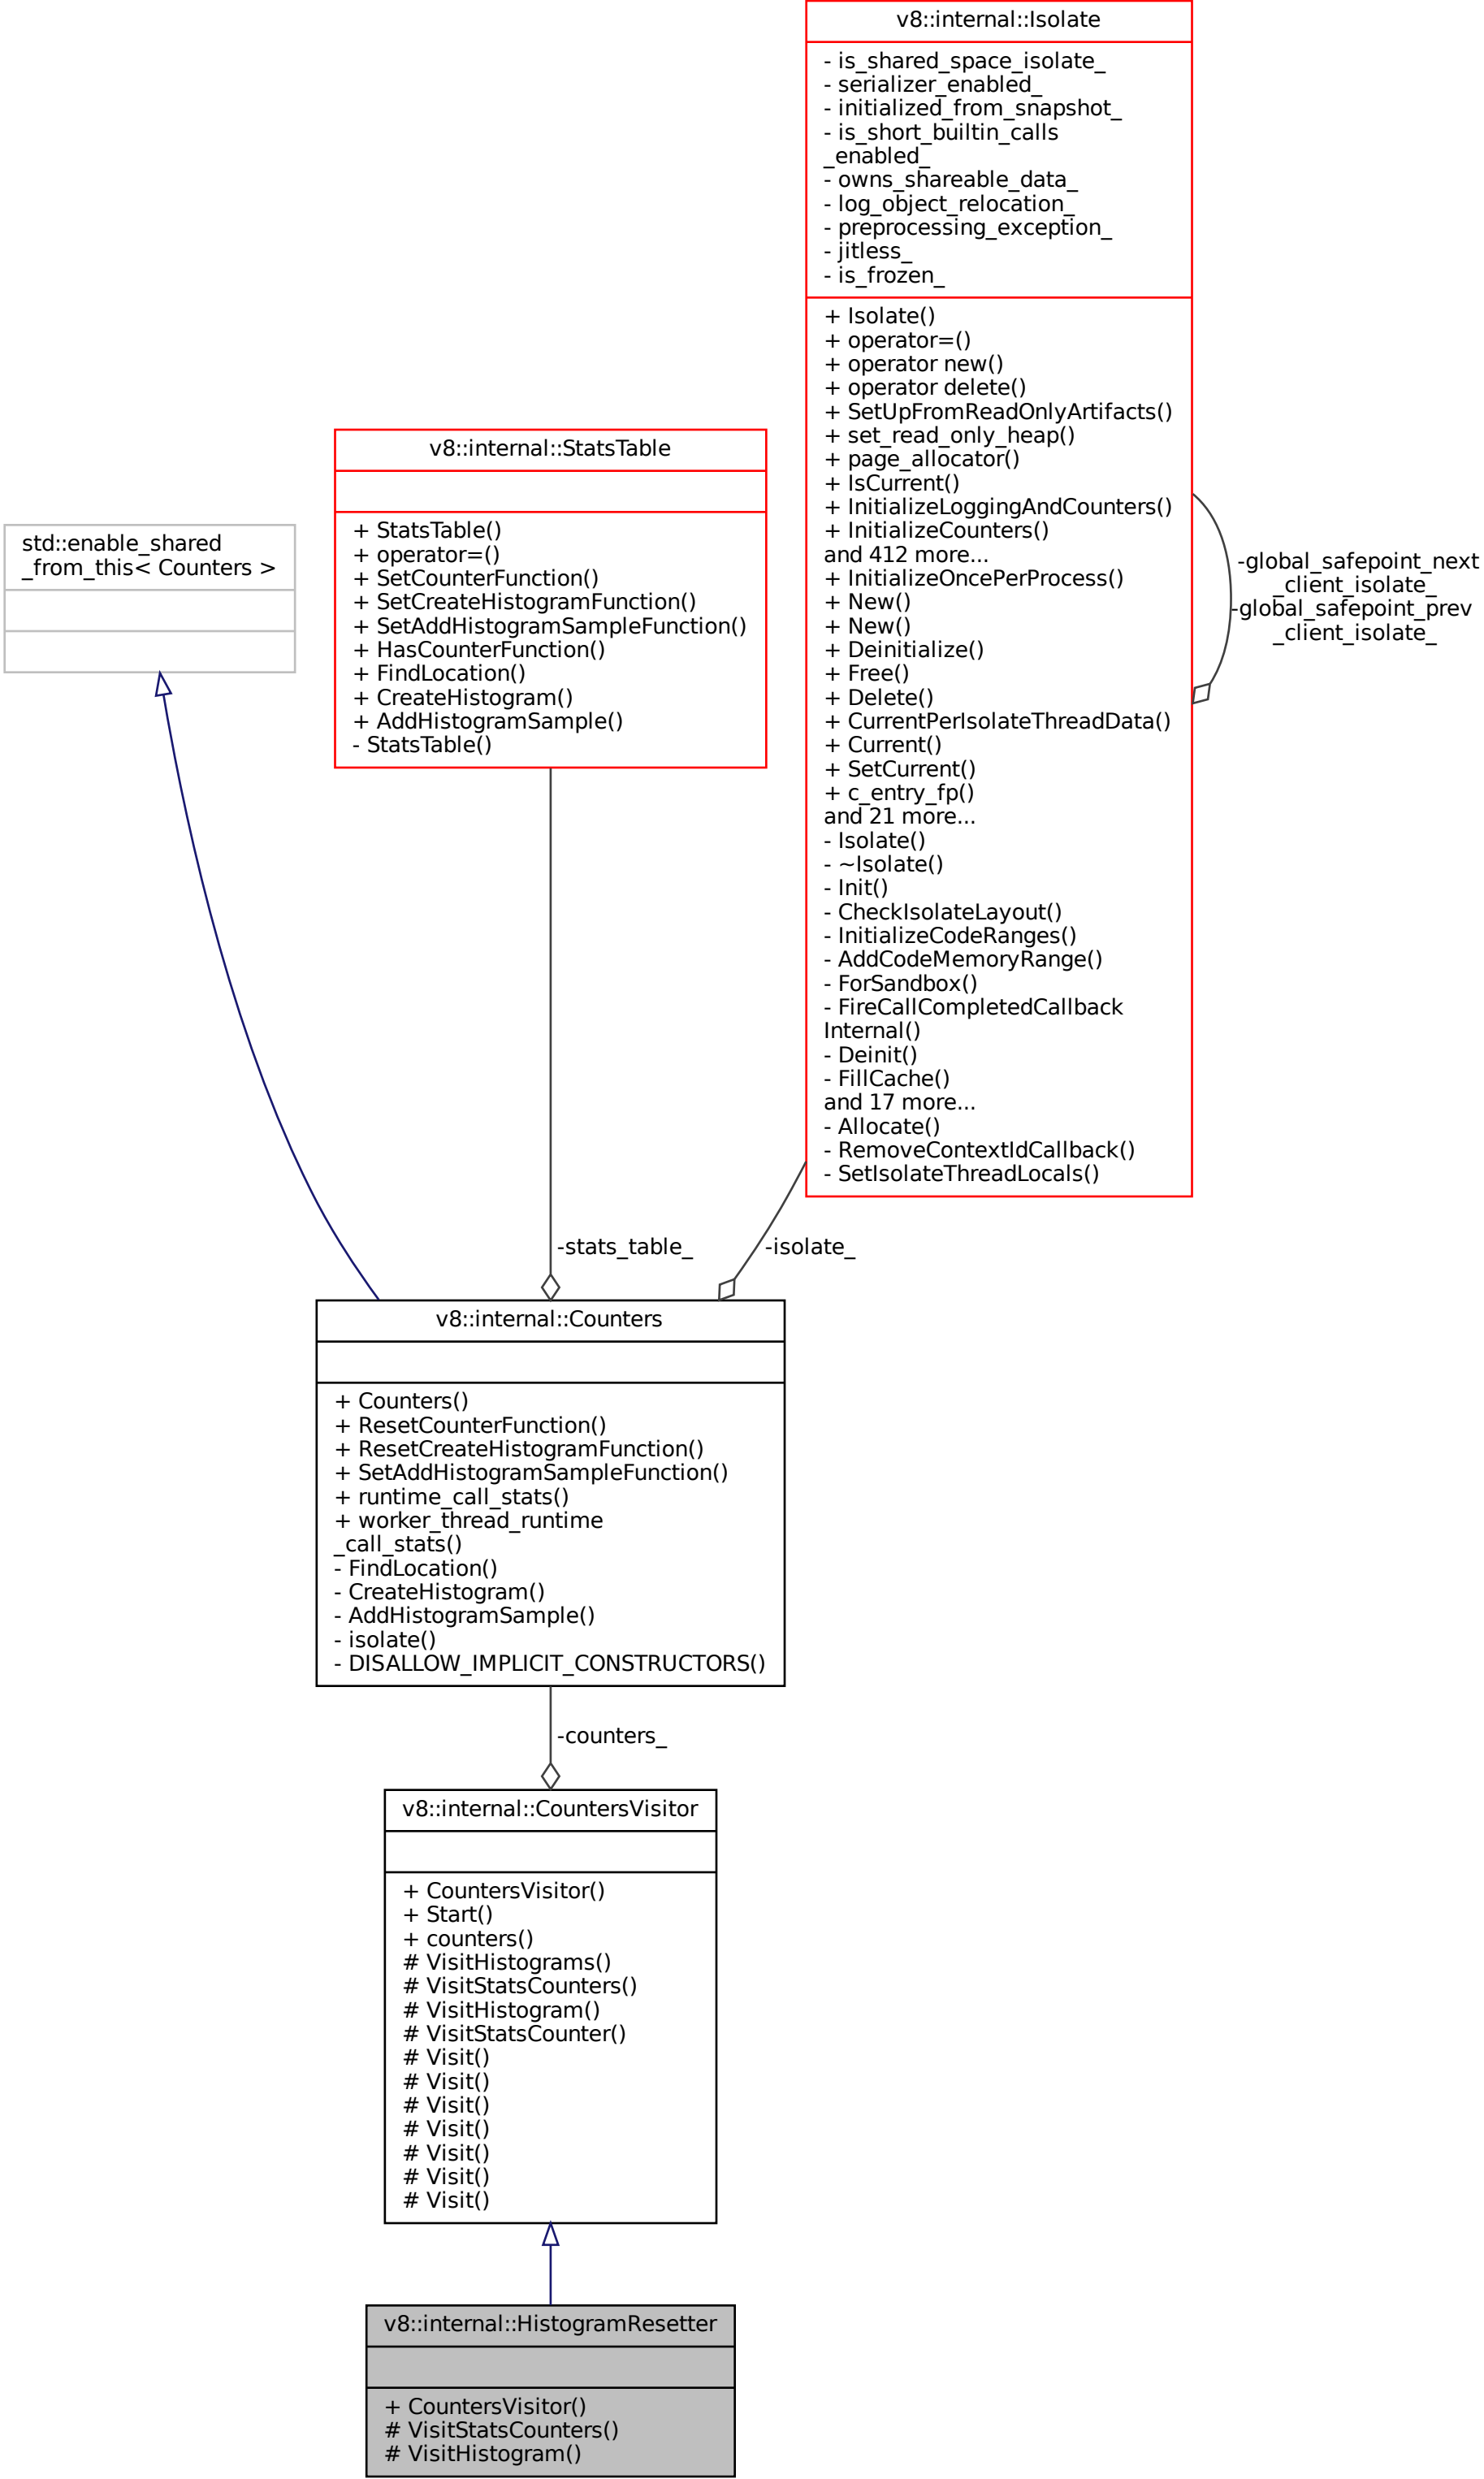 v8::internal::Isolate
- is_shared_space_isolate_
- serializer_enabled_
- initialized_from_snapshot_
- is_short_builtin_calls
_enabled_
- owns_shareable_data_
- log_object_relocation_
- preprocessing_exception_
- jitless_
- is_frozen_
+ Isolate()
+ operator=()
+ operator new()
+ operator delete()
+ SetUpFromReadOnlyArtifacts()
+ set_read_only_heap()
+ page_allocator()
+ IsCurrent()
+ InitializeLoggingAndCounters()
+ InitializeCounters()
and 412 more...
+ InitializeOncePerProcess()
+ New()
+ New()
+ Deinitialize()
+ Free()
+ Delete()
+ CurrentPerIsolateThreadData()
+ Current()
+ SetCurrent()
+ c_entry_fp()
and 21 more...
- Isolate()
- ~Isolate()
- Init()
- CheckIsolateLayout()
- InitializeCodeRanges()
- AddCodeMemoryRange()
- ForSandbox()
- FireCallCompletedCallback
Internal()
- Deinit()
- FillCache()
and 17 more...
- Allocate()
- RemoveContextIdCallback()
- SetIsolateThreadLocals()
-global_safepoint_next
_client_isolate_
-global_safepoint_prev
_client_isolate_
v8::internal::StatsTable
+ StatsTable()
+ operator=()
+ SetCounterFunction()
+ SetCreateHistogramFunction()
+ SetAddHistogramSampleFunction()
+ HasCounterFunction()
+ FindLocation()
+ CreateHistogram()
+ AddHistogramSample()
- StatsTable()
std::enable_shared
_from_this< Counters >
-stats_table_
-isolate_
v8::internal::Counters
+ Counters()
+ ResetCounterFunction()
+ ResetCreateHistogramFunction()
+ SetAddHistogramSampleFunction()
+ runtime_call_stats()
+ worker_thread_runtime
_call_stats()
- FindLocation()
- CreateHistogram()
- AddHistogramSample()
- isolate()
- DISALLOW_IMPLICIT_CONSTRUCTORS()
-counters_
v8::internal::CountersVisitor
+ CountersVisitor()
+ Start()
+ counters()
# VisitHistograms()
# VisitStatsCounters()
# VisitHistogram()
# VisitStatsCounter()
# Visit()
# Visit()
# Visit()
# Visit()
# Visit()
# Visit()
# Visit()
v8::internal::HistogramResetter
+ CountersVisitor()
# VisitStatsCounters()
# VisitHistogram()